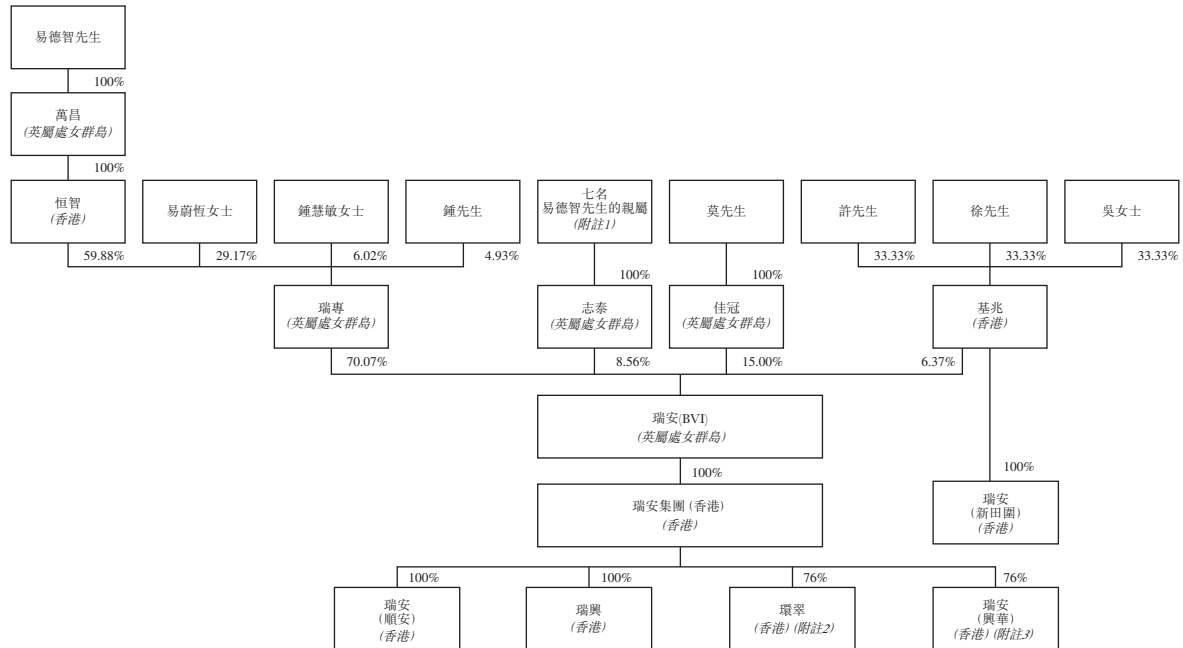 易德智先生
100%
萬昌
(英屬處女群島)
100%
恒智
(香港)
易蔚恆女士
鍾慧敏女士
鍾先生
七名
易德智先生的親屬
(附註1)
莫先生
許先生
徐先生
吳女士
59.88%
29.17%
6.02%
4.93%
100%
100%
33.33%
33.33%
33.33%
瑞專
(英屬處女群島)
志泰
(英屬處女群島)
佳冠
(英屬處女群島)
基兆
(香港)
70.07%
8.56%
15.00%
6.37%
瑞安(BVI)
(英屬處女群島)
100%
100%
瑞安集團 (香港)
(香港)
瑞安
(新田圍)
(香港)
100%
100%
76%
76%
瑞安
(順安)
(香港)
瑞興
(香港)
環翠
(香港) (附註2)
瑞安
(興華)
(香港) (附註3)